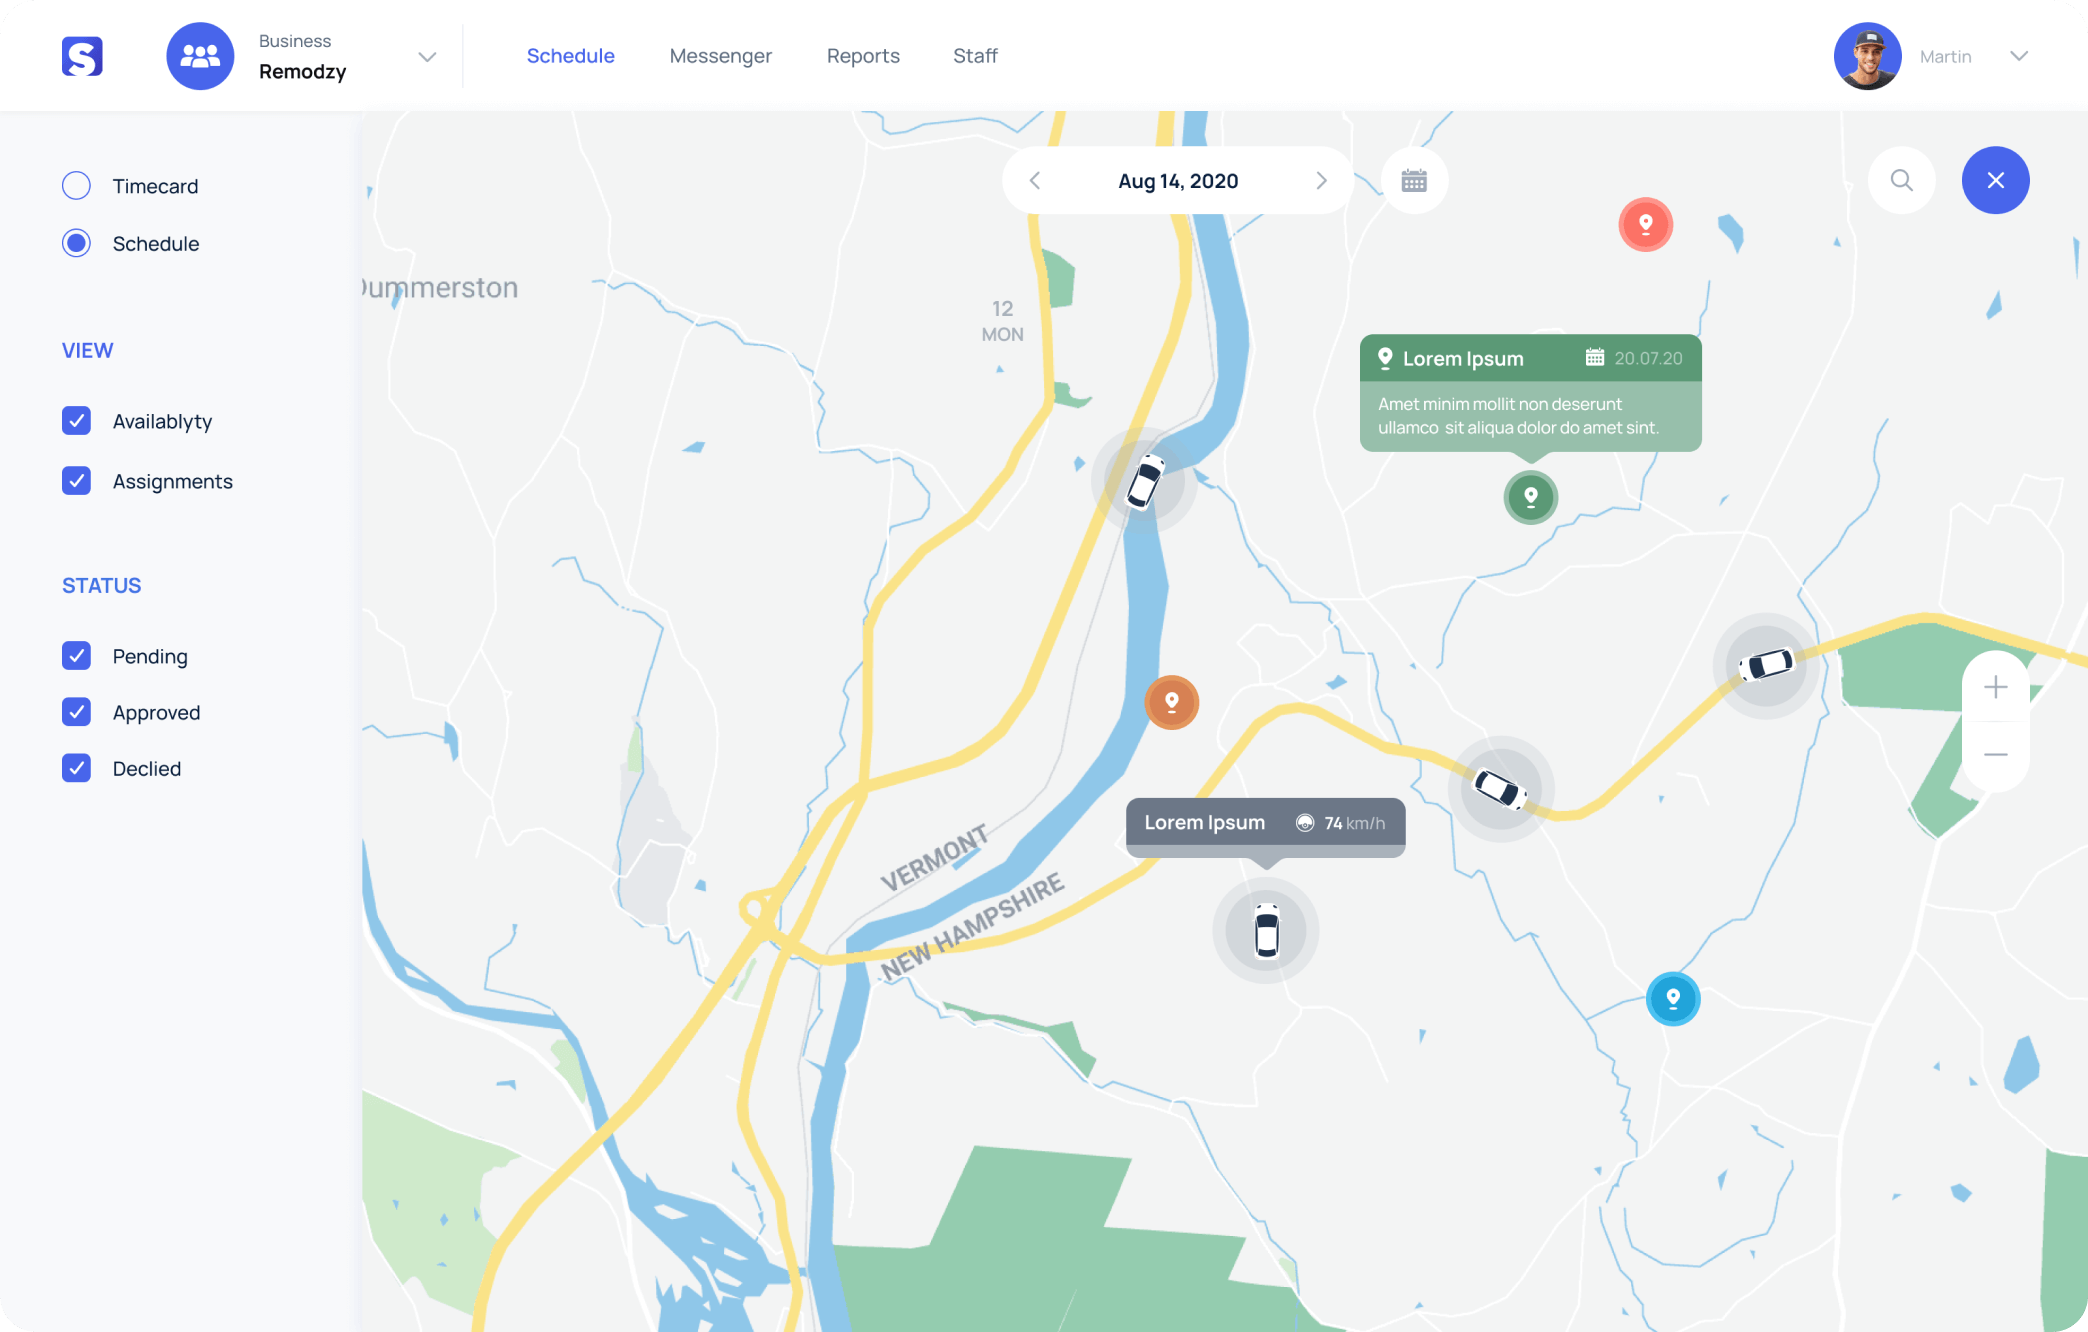 S
Business
Remodzy
Schedule
Messenger
Reports
Staff
Martin
Timecard
Schedule
VIEW
Availablyty
Assignments
STATUS
Pending
Approved
Declied
Aug 14, 2020
Dummerston
12
MON
Lorem Ipsum
20.07.20
Amet minim mollit non deserunt
ullamco sit aliqua dolor do amet sint.
Lorem Ipsum
74 km/h
VERMONT
NEW HAMPSHIRE